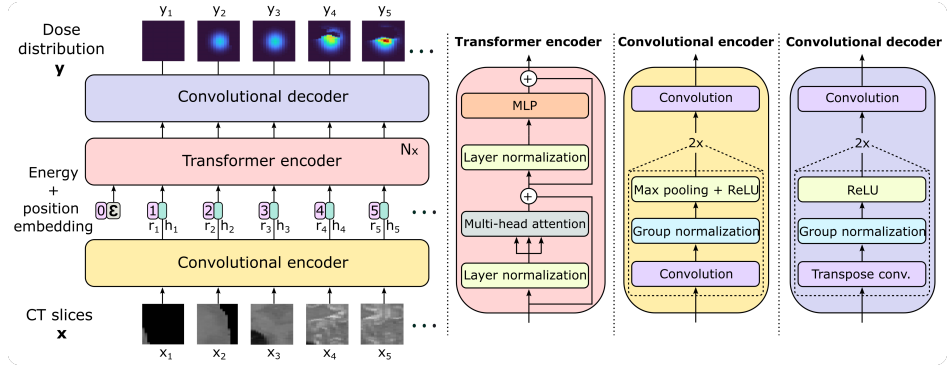 y1 y2 y3 y4 y5
Dose
distribution
y
...
Convolutional decoder
Transformer encoder
Nx
Energy
+
position
embedding
0 ε 1 2 3 4 5 ...
r1 h1 r2 h2 r3 h3 r4 h4 r5 h5
Convolutional encoder
CT slices
x
...
x1 x2 x3 x4 x5
Transformer encoder
+
MLP
Layer normalization
+
Multi-head attention
Layer normalization
Convolutional encoder
Convolution
2x
Max pooling + ReLU
Group normalization
Convolution
Convolutional decoder
Convolution
2x
ReLU
Group normalization
Transpose conv.